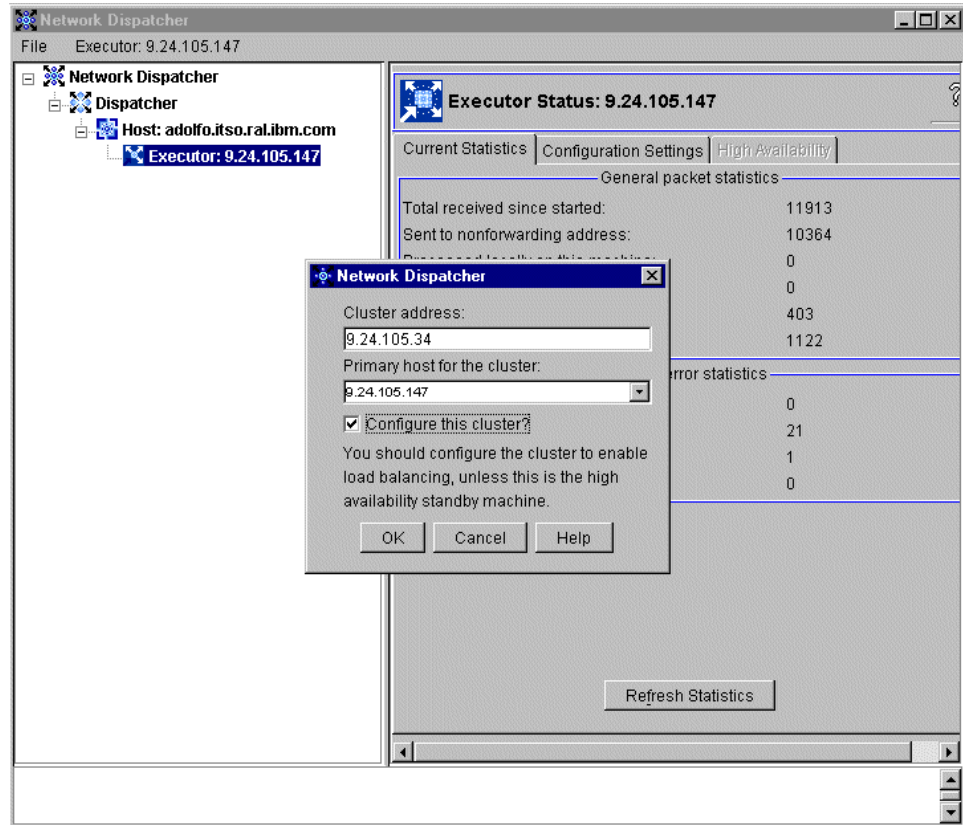 Network Dispatcher
File Executor: 9.24.105.147
Network Dispatcher
Dispatcher
Host: adolfo.itso.ral.ibm.com
Executor: 9.24.105.147
Executor Status: 9.24.105.147
?
Current Statistics Configuration Settings High Availability
General packet statistics
Total received since started: 11913
Sent to nonforwarding address: 10364
0
0
403
1122
rror statistics
0
21
1
0
Network Dispatcher
Cluster address:
9.24.105.34
Primary host for the cluster:
9.24.105.147
Configure this cluster?
You should configure the cluster to enable
load balancing, unless this is the high
availability standby machine.
OK Cancel Help
Refresh Statistics